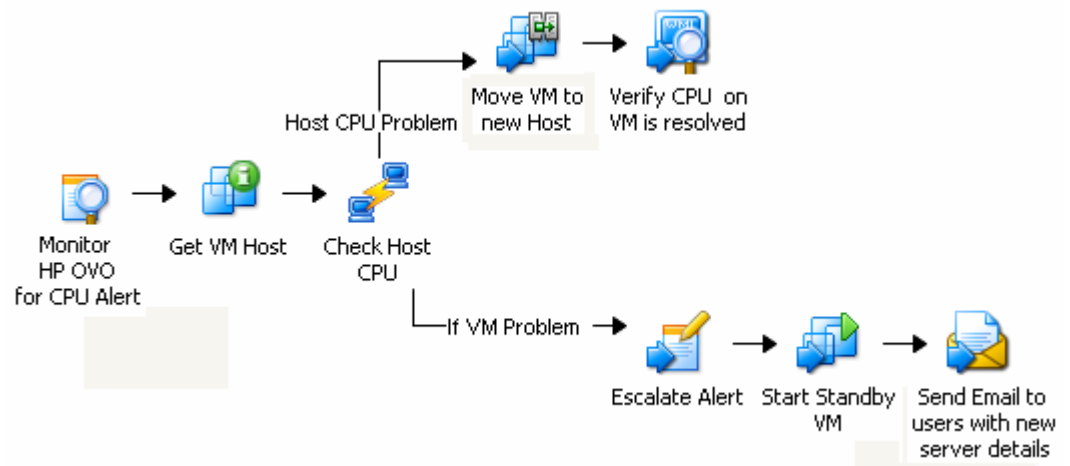 Move VM to
new Host
Verify CPU on
VM is resolved
Host CPU Problem
Monitor
HP OVO
for CPU Alert
Get VM Host
Check Host
CPU
If VM Problem
Escalate Alert
Start Standby
VM
Send Email to
users with new
server details